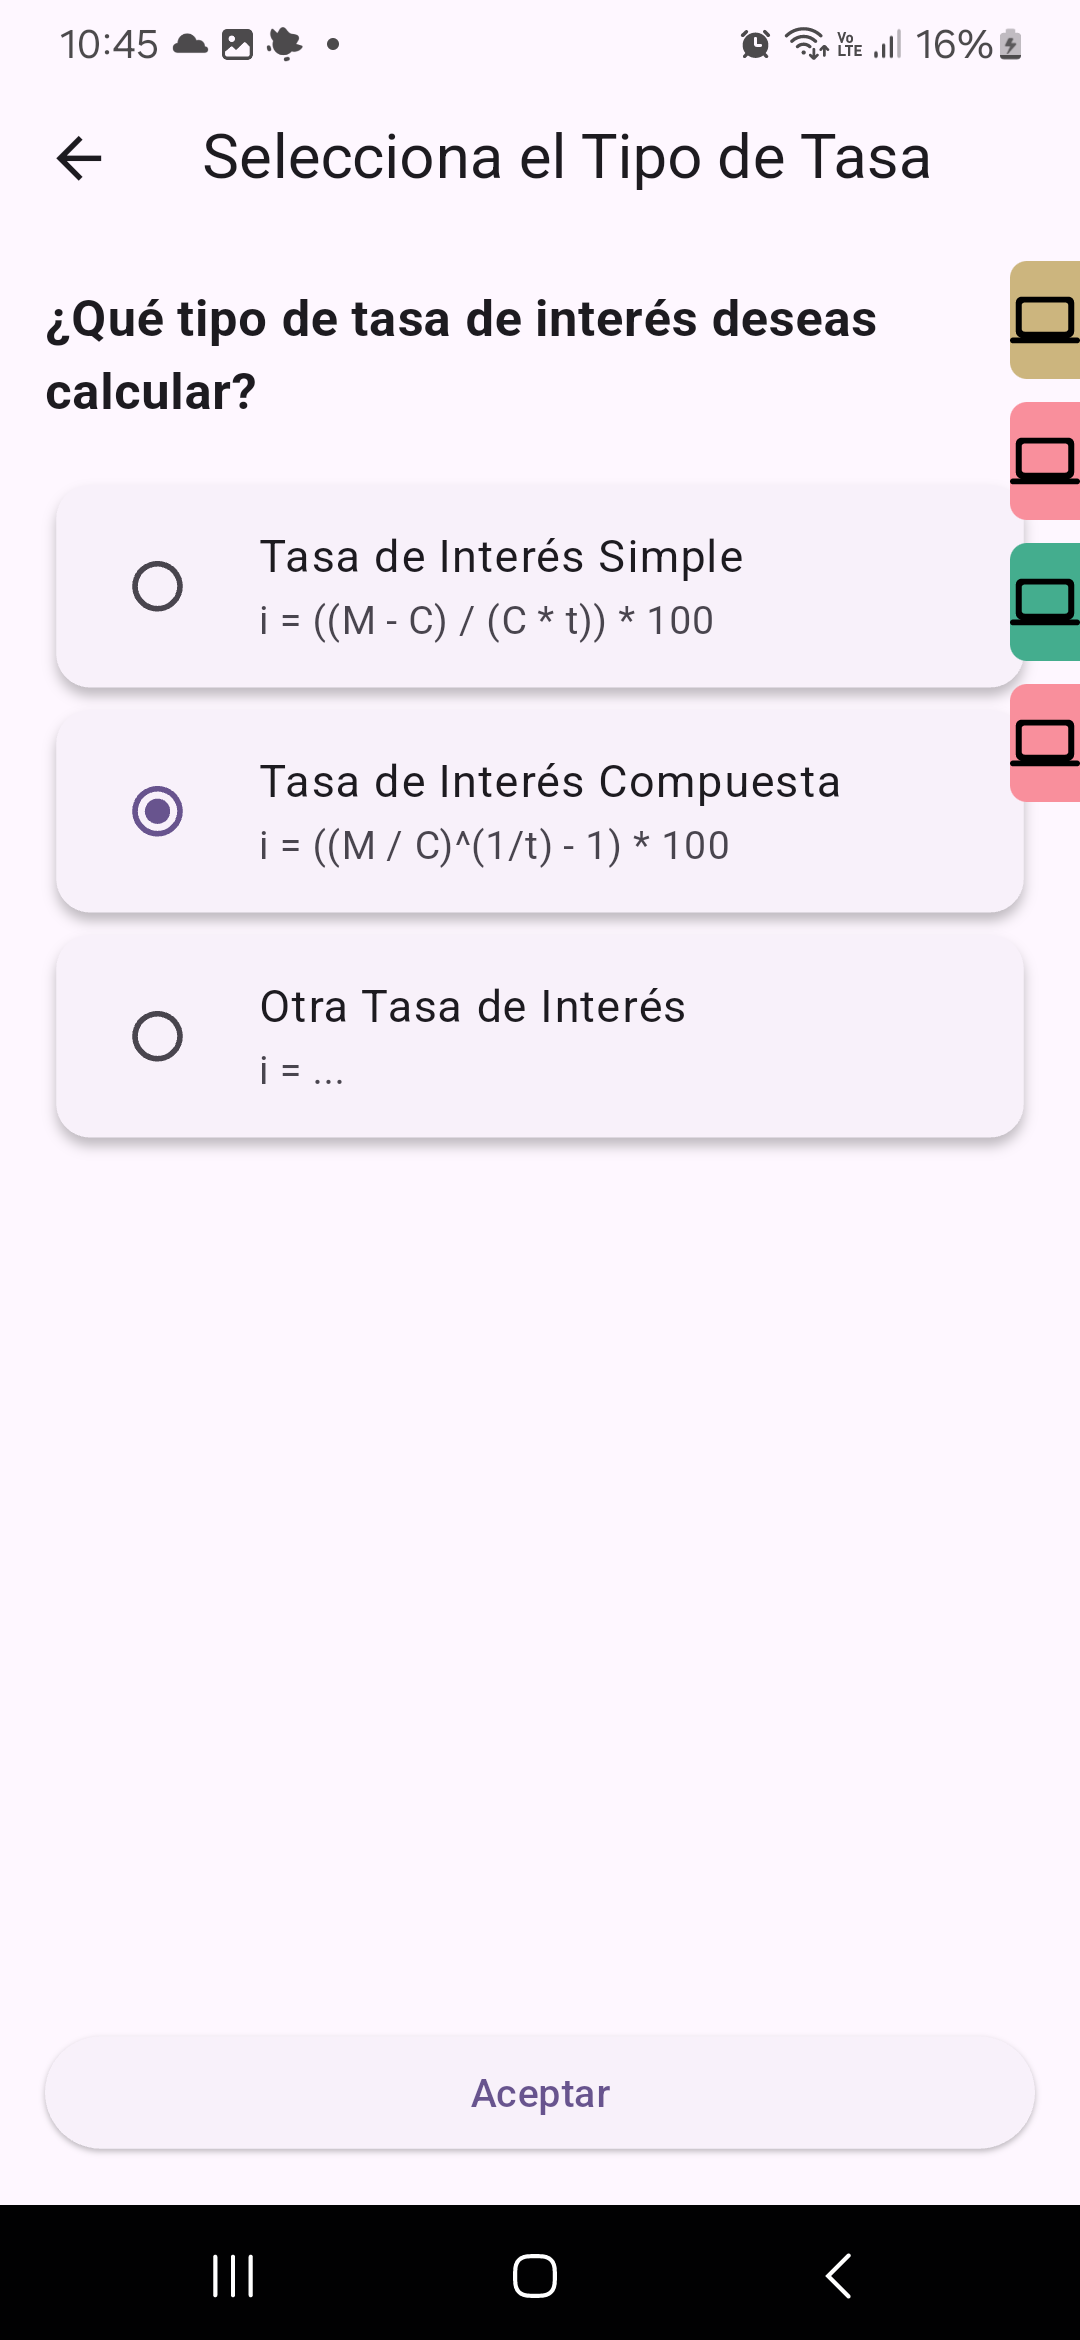 10:45
Vo
LTE
16%
Selecciona el Tipo de Tasa
¿Qué tipo de tasa de interés deseas
calcular?
Tasa de Interés Simple
i = ((M - C) / (C * t)) * 100
Tasa de Interés Compuesta
i = ((M / C)^(1/t) - 1) * 100
Otra Tasa de Interés
i = ...
Aceptar